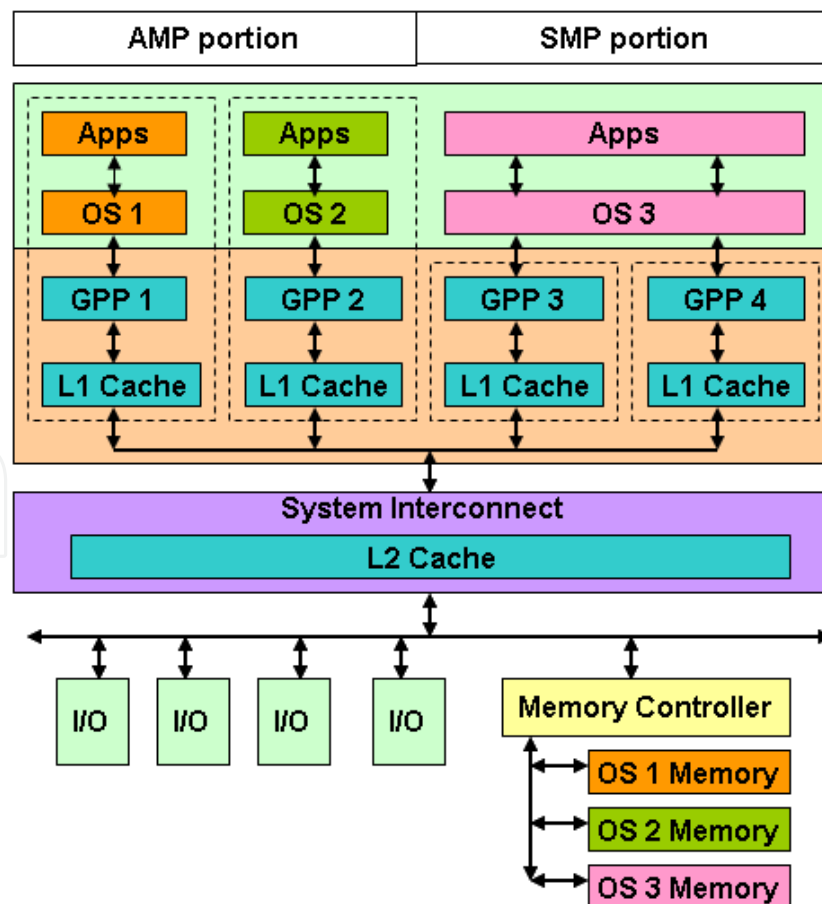 AMP portion SMP portion
Apps Apps Apps
OS 1 OS 2 OS 3
GPP 1 GPP 2 GPP 3 GPP 4
L1 Cache L1 Cache L1 Cache L1 Cache
System Interconnect
L2 Cache
I/O I/O I/O I/O Memory Controller
OS 1 Memory
OS 2 Memory
OS 3 Memory